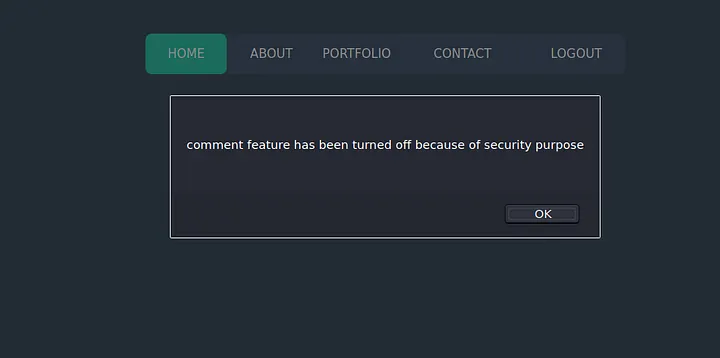 HOME ABOUT PORTFOLIO CONTACT LOGOUT
comment feature has been turned off because of security purpose
OK